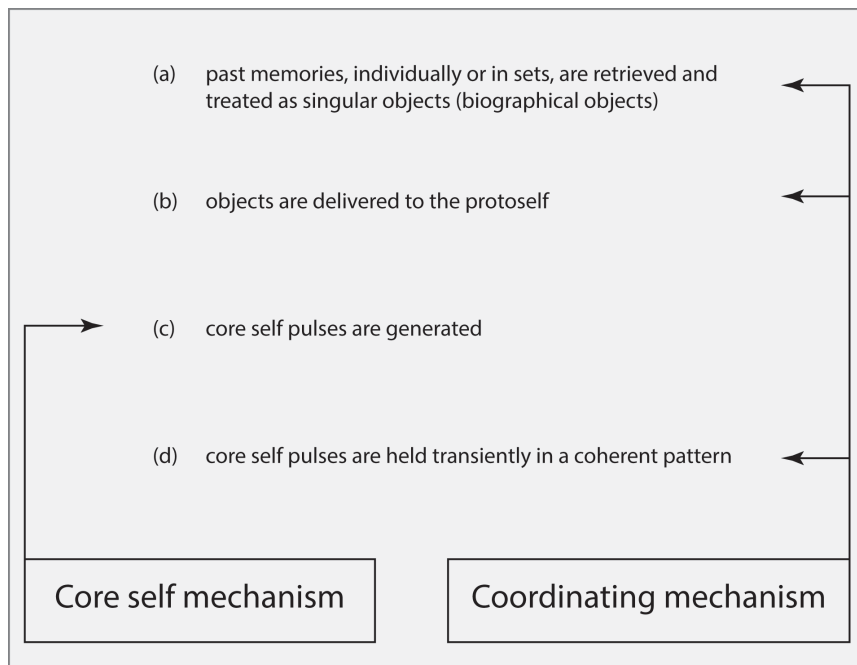 (a) past memories, individually or in sets, are retrieved and
treated as singular objects (biographical objects)
(b) objects are delivered to the protoself
(c) core self pulses are generated
(d) core self pulses are held transiently in a coherent pattern
Core self mechanism
Coordinating mechanism